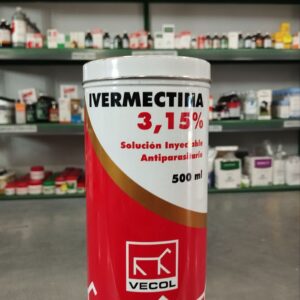 IVERMECTINA
3,15%
Solución Inyectable
Antiparasitario
500 ml
VECOL